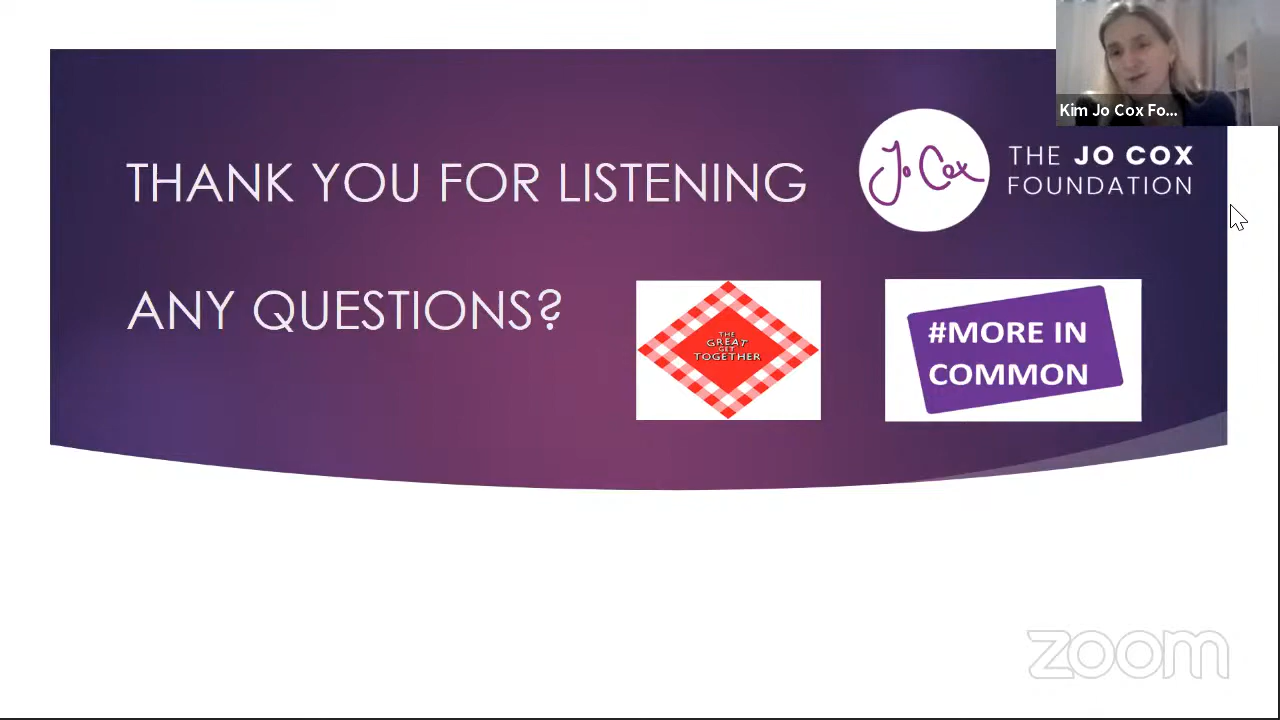 Kim Jo Cox Fo...
THANK YOU FOR LISTENING
Jo Cox
THE JO COX
FOUNDATION
ANY QUESTIONS?
THE
GREAT
GET
TOGETHER
#MORE IN
COMMON
zoom